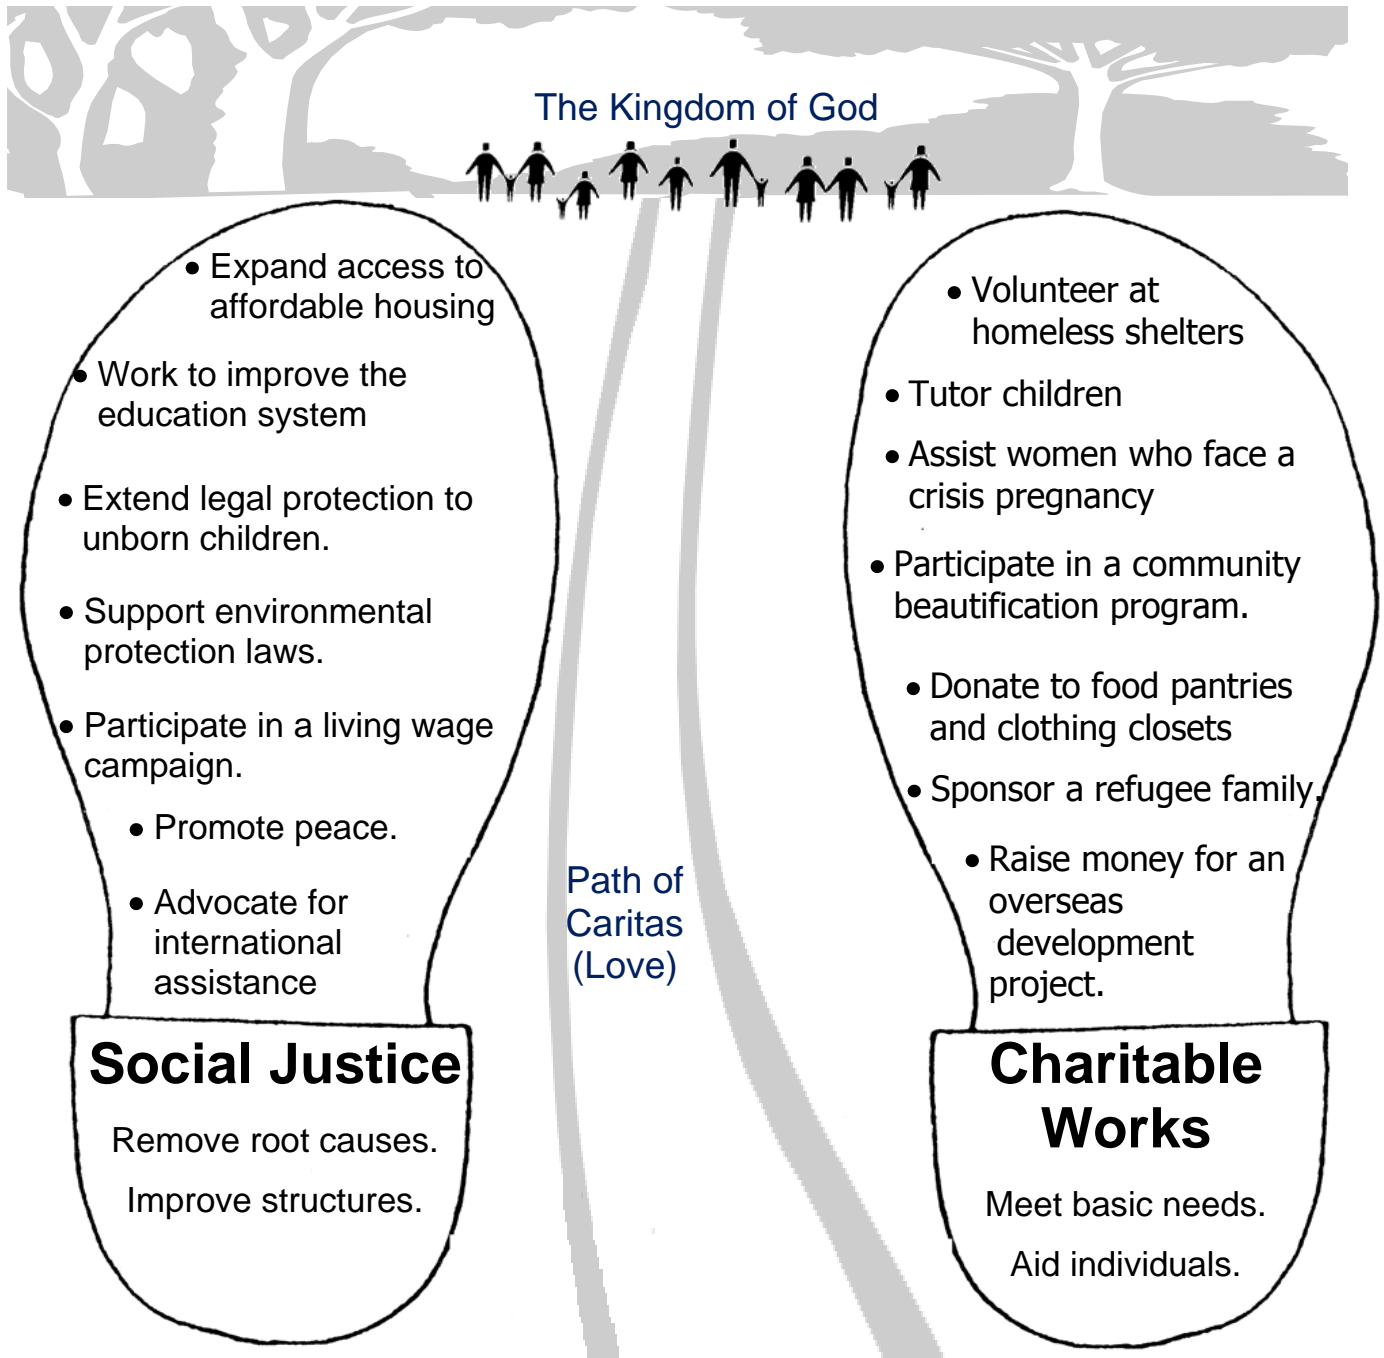 The Kingdom of God
• Expand access to
affordable housing
• Work to improve the
education system
• Extend legal protection to
unborn children.
• Support environmental
protection laws.
• Participate in a living wage
campaign.
• Promote peace.
• Advocate for
international
assistance
Social Justice
Remove root causes.
Improve structures.
Path of
Caritas
(Love)
• Volunteer at
homeless shelters
• Tutor children
• Assist women who face a
crisis pregnancy
• Participate in a community
beautification program.
• Donate to food pantries
and clothing closets
• Sponsor a refugee family.
• Raise money for an
overseas
development
project.
Charitable
Works
Meet basic needs.
Aid individuals.